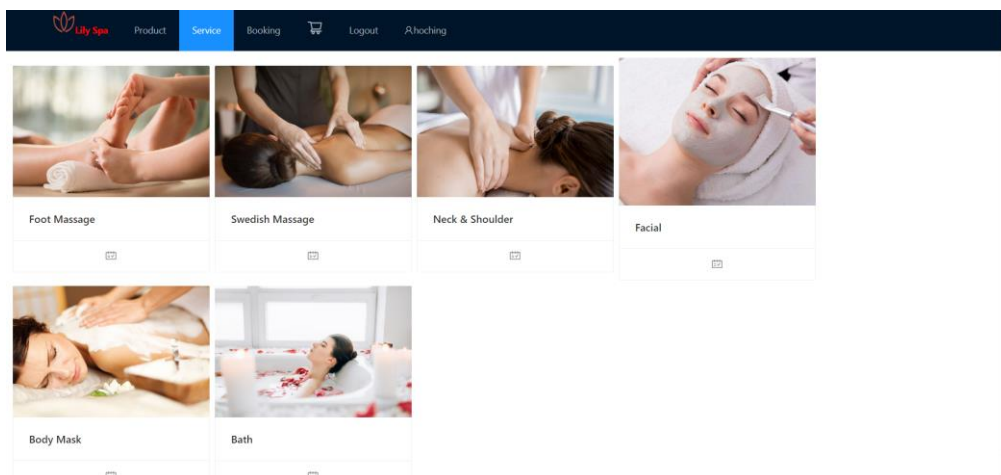 Lily Spa Product Service Booking Logout hoching
Foot Massage Swedish Massage Neck & Shoulder Facial
Body Mask Bath